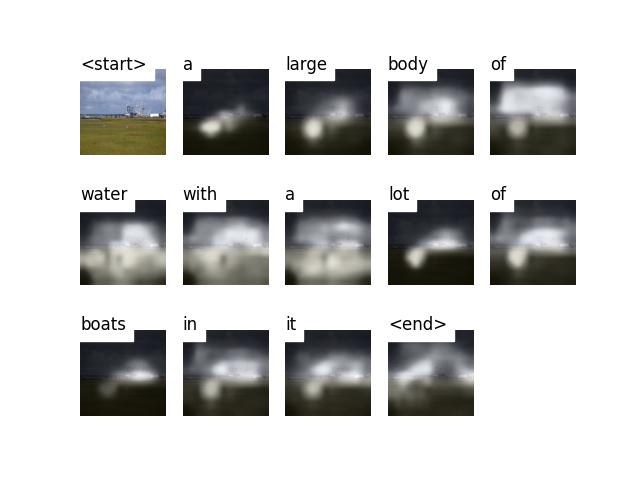 <start> a large body of
water with a lot of
boats in it <end>